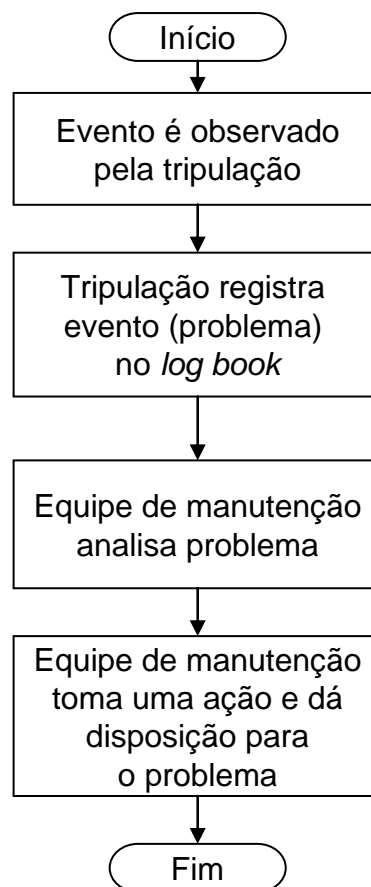 Início
Evento é observado
pela tripulação
Tripulação registra
evento (problema)
no log book
Equipe de manutenção
analisa problema
Equipe de manutenção
toma uma ação e dá
disposição para
o problema
Fim